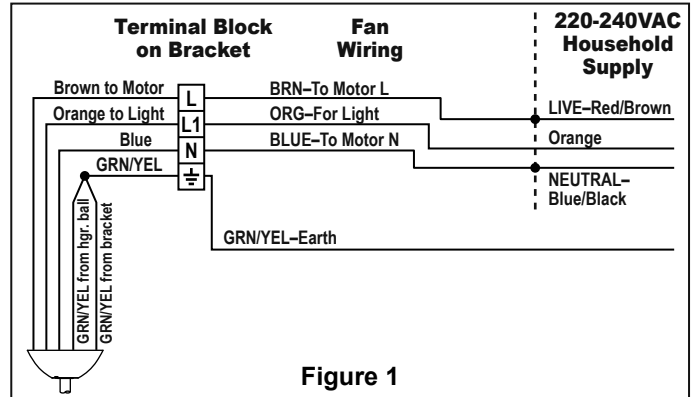 Terminal Block
on Bracket
Fan
Wiring
220-240VAC
Household
Supply
Brown to Motor
L
BRN–To Motor L
LIVE–Red/Brown
Orange to Light
L1
ORG–For Light
Orange
Blue
N
BLUE–To Motor N
NEUTRAL–
Blue/Black
GRN/YEL
GRN/YEL–Earth
GRN/YEL from hgr. ball
GRN/YEL from bracket
Figure 1